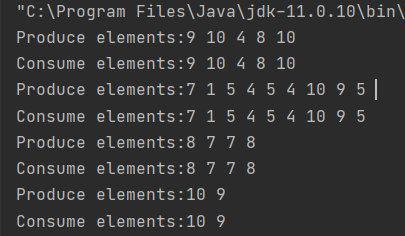 "C:\Program Files\Java\jdk-11.0.10\bin\
Produce elements:9 10 4 8 10
Consume elements:9 10 4 8 10
Produce elements:7 1 5 4 5 4 10 9 5
Consume elements:7 1 5 4 5 4 10 9 5
Produce elements:8 7 7 8
Consume elements:8 7 7 8
Produce elements:10 9
Consume elements:10 9